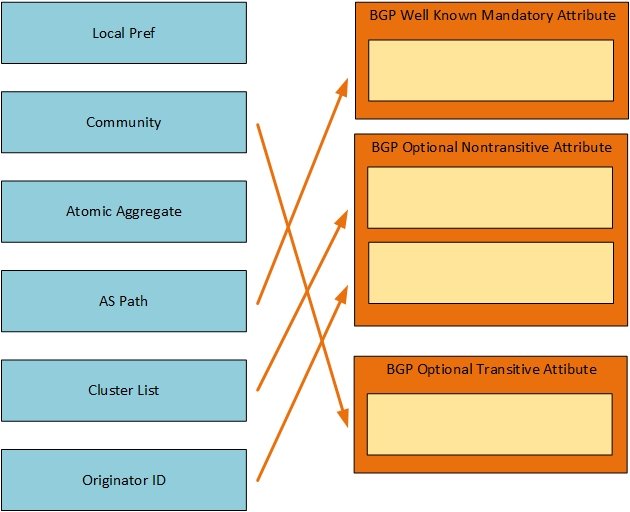 Local Pref
Community
Atomic Aggregate
AS Path
Cluster List
Originator ID
BGP Well Known Mandatory Attribute
BGP Optional Nontransitive Attribute
BGP Optional Transitive Attibute